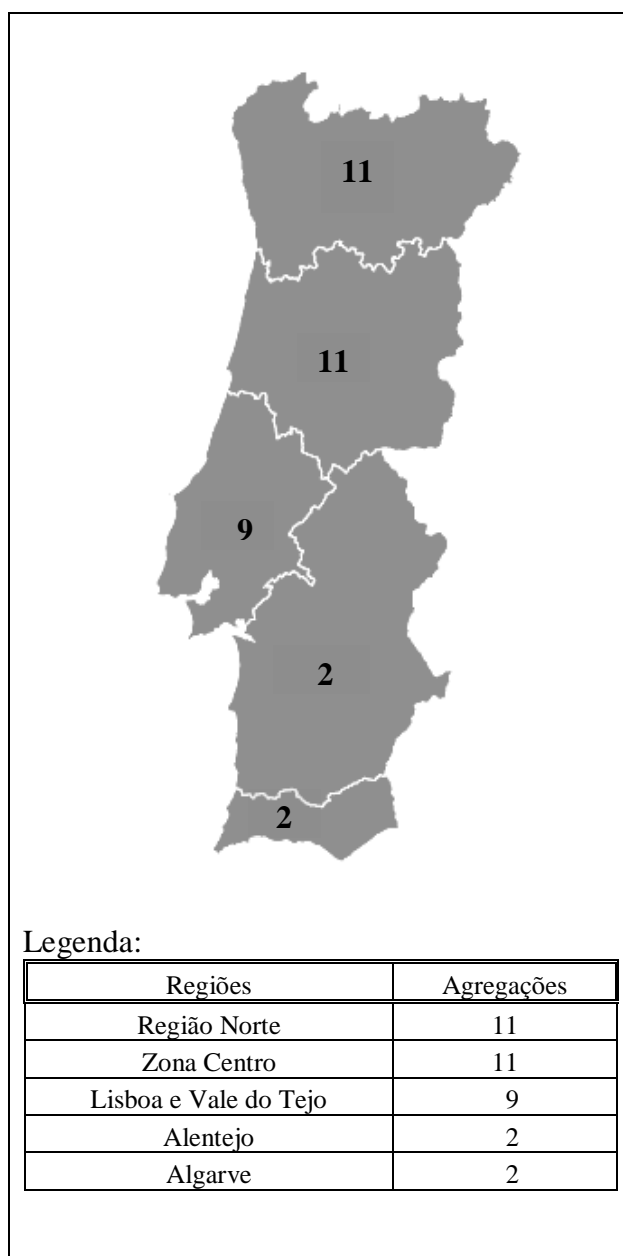 11
11
9
2
2
Legenda:
Regiões Agregações
Região Norte 11
Zona Centro 11
Lisboa e Vale do Tejo 9
Alentejo 2
Algarve 2